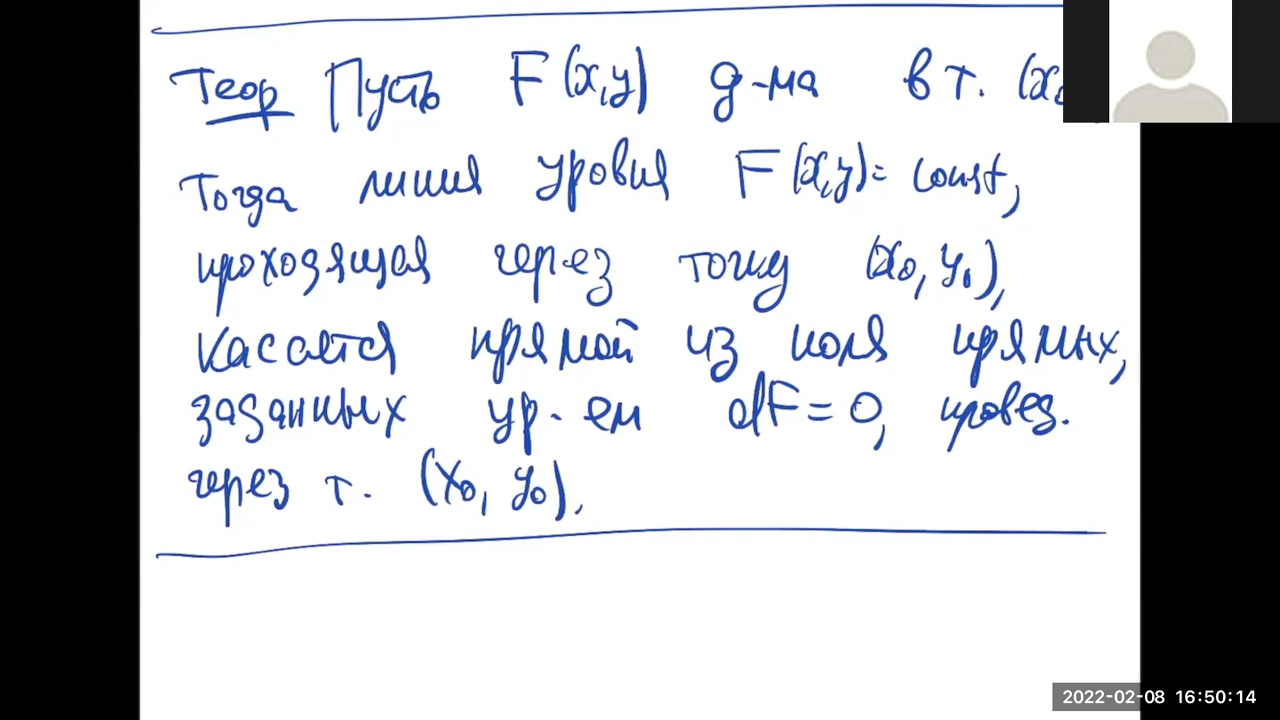 Теор Пусть F(x,y) д-ма в т. (x₀
Тогда линия уровня F(x,y)= const,
проходящая через точку (x₀, y₀),
касается прямой из поля прямых,
заданных ур-ем dF = 0, провед.
через т. (x₀, y₀).
2022-02-08 16:50:14